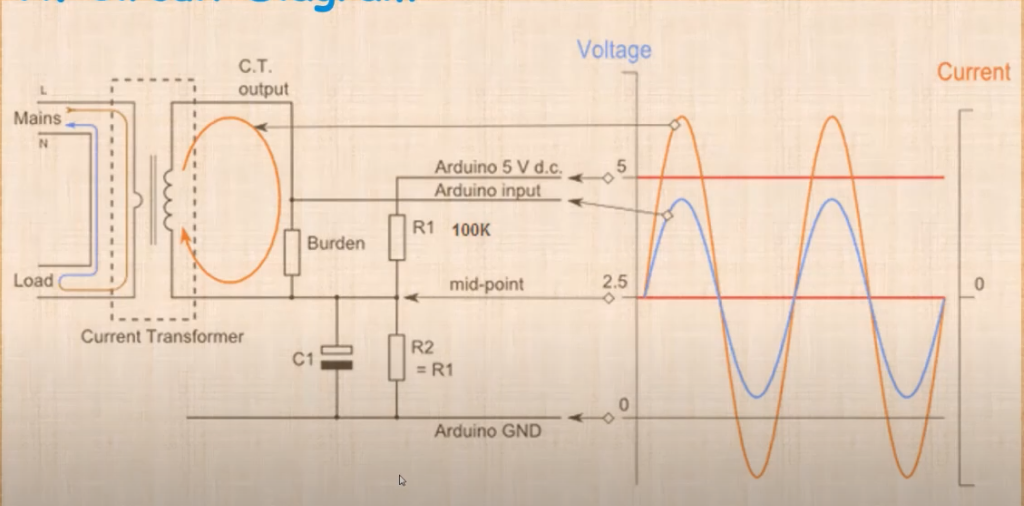 Circuit Diagram
Voltage
Current
C.T.
output
L
Mains
N
Arduino 5 V d.c.
5
Arduino input
R1 100K
Burden
Load
mid-point
2.5
0
Current Transformer
C1
R2
= R1
0
Arduino GND